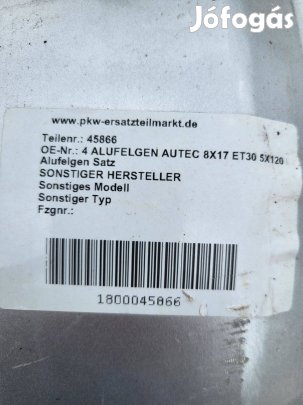 Jófogás
www.pkw-ersatzteilmarkt.de
Teilenr.: 45866
OE-Nr.: 4 ALUFELGEN AUTEC 8X17 ET30 5X120
Alufelgen Satz
SONSTIGER HERSTELLER
Sonstiges Modell
Sonstiger Typ
Fzgnr.:
1800045866